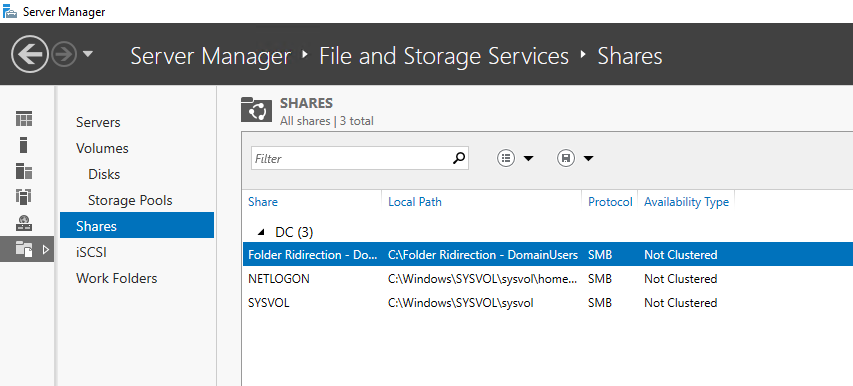 Server Manager
Server Manager ‣ File and Storage Services ‣ Shares
SHARES
All shares | 3 total
Servers
Volumes
Disks
Storage Pools
Shares
iSCSI
Work Folders
Filter
Share Local Path Protocol Availability Type
DC (3)
Folder Ridirection - Do... C:\Folder Ridirection - DomainUsers SMB Not Clustered
NETLOGON C:\Windows\SYSVOL\sysvol\home... SMB Not Clustered
SYSVOL C:\Windows\SYSVOL\sysvol SMB Not Clustered